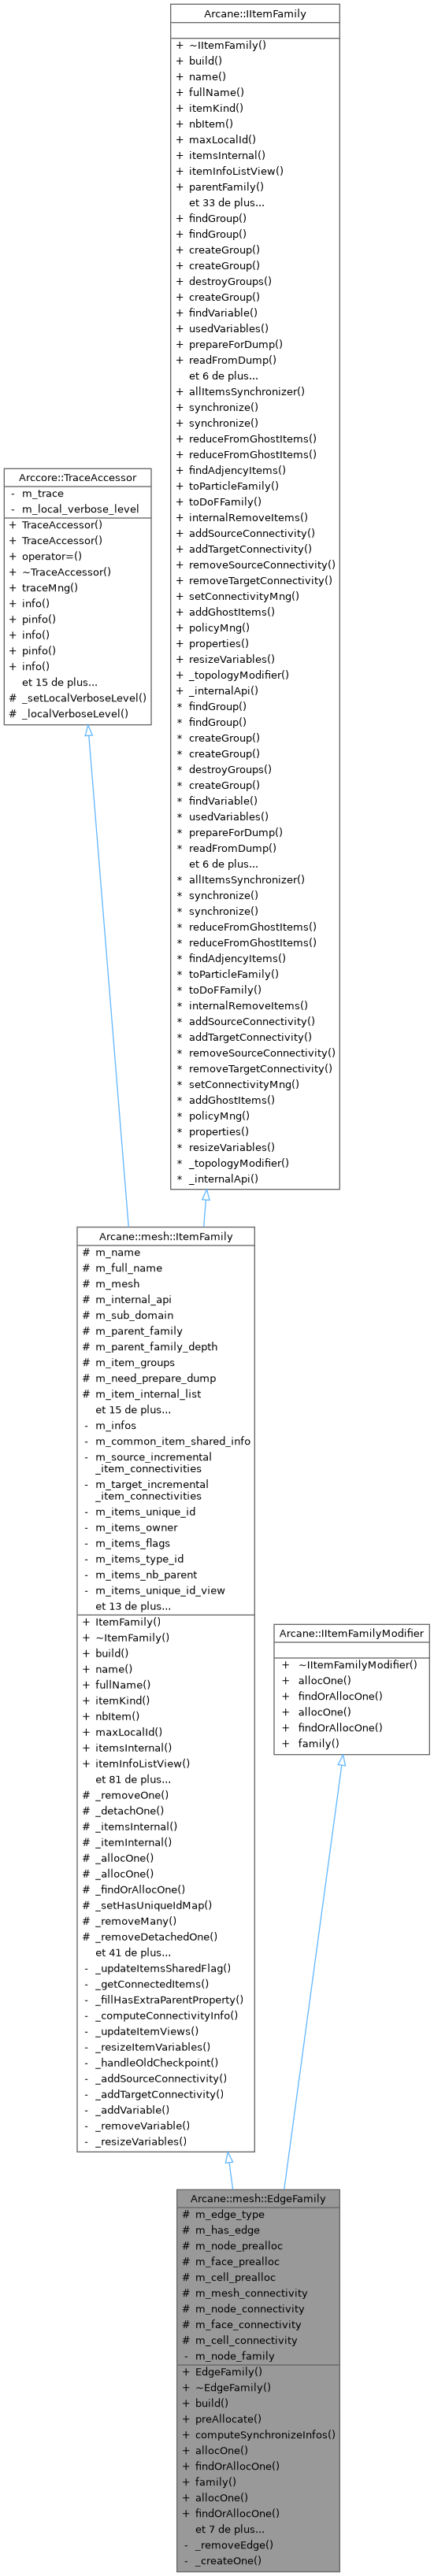 Arcane::IItemFamily
+ ~IItemFamily()
+ build()
+ name()
+ fullName()
+ itemKind()
+ nbItem()
+ maxLocalId()
+ itemsInternal()
+ itemInfoListView()
+ parentFamily()
et 33 de plus...
+ findGroup()
+ findGroup()
+ createGroup()
+ createGroup()
+ destroyGroups()
+ createGroup()
+ findVariable()
+ usedVariables()
+ prepareForDump()
+ readFromDump()
et 6 de plus...
+ allItemsSynchronizer()
+ synchronize()
+ synchronize()
+ reduceFromGhostItems()
+ reduceFromGhostItems()
+ findAdjencyItems()
+ toParticleFamily()
+ toDoFFamily()
+ internalRemoveItems()
+ addSourceConnectivity()
+ addTargetConnectivity()
+ removeSourceConnectivity()
+ removeTargetConnectivity()
+ setConnectivityMng()
+ addGhostItems()
+ policyMng()
+ properties()
+ resizeVariables()
+ _topologyModifier()
+ _internalApi()
* findGroup()
* findGroup()
* createGroup()
* createGroup()
* destroyGroups()
* createGroup()
* findVariable()
* usedVariables()
* prepareForDump()
* readFromDump()
et 6 de plus...
* allItemsSynchronizer()
* synchronize()
* synchronize()
* reduceFromGhostItems()
* reduceFromGhostItems()
* findAdjencyItems()
* toParticleFamily()
* toDoFFamily()
* internalRemoveItems()
* addSourceConnectivity()
* addTargetConnectivity()
* removeSourceConnectivity()
* removeTargetConnectivity()
* setConnectivityMng()
* addGhostItems()
* policyMng()
* properties()
* resizeVariables()
* _topologyModifier()
* _internalApi()
Arccore::TraceAccessor
- m_trace
- m_local_verbose_level
+ TraceAccessor()
+ TraceAccessor()
+ operator=()
+ ~TraceAccessor()
+ traceMng()
+ info()
+ pinfo()
+ info()
+ pinfo()
+ info()
et 15 de plus...
# _setLocalVerboseLevel()
# _localVerboseLevel()
Arcane::mesh::ItemFamily
# m_name
# m_full_name
# m_mesh
# m_internal_api
# m_sub_domain
# m_parent_family
# m_parent_family_depth
# m_item_groups
# m_need_prepare_dump
# m_item_internal_list
et 15 de plus...
- m_infos
- m_common_item_shared_info
- m_source_incremental
_item_connectivities
- m_target_incremental
_item_connectivities
- m_items_unique_id
- m_items_owner
- m_items_flags
- m_items_type_id
- m_items_nb_parent
- m_items_unique_id_view
et 13 de plus...
+ ItemFamily()
+ ~ItemFamily()
+ build()
+ name()
+ fullName()
+ itemKind()
+ nbItem()
+ maxLocalId()
+ itemsInternal()
+ itemInfoListView()
et 81 de plus...
# _removeOne()
# _detachOne()
# _itemsInternal()
# _itemInternal()
# _allocOne()
# _allocOne()
# _findOrAllocOne()
# _setHasUniqueIdMap()
# _removeMany()
# _removeDetachedOne()
et 41 de plus...
- _updateItemsSharedFlag()
- _getConnectedItems()
- _fillHasExtraParentProperty()
- _computeConnectivityInfo()
- _updateItemViews()
- _resizeItemVariables()
- _handleOldCheckpoint()
- _addSourceConnectivity()
- _addTargetConnectivity()
- _addVariable()
- _removeVariable()
- _resizeVariables()
Arcane::IItemFamilyModifier
+ ~IItemFamilyModifier()
+ allocOne()
+ findOrAllocOne()
+ allocOne()
+ findOrAllocOne()
+ family()
Arcane::mesh::EdgeFamily
# m_edge_type
# m_has_edge
# m_node_prealloc
# m_face_prealloc
# m_cell_prealloc
# m_mesh_connectivity
# m_node_connectivity
# m_face_connectivity
# m_cell_connectivity
- m_node_family
+ EdgeFamily()
+ ~EdgeFamily()
+ build()
+ preAllocate()
+ computeSynchronizeInfos()
+ allocOne()
+ findOrAllocOne()
+ family()
+ allocOne()
+ findOrAllocOne()
et 7 de plus...
- _removeEdge()
- _createOne()